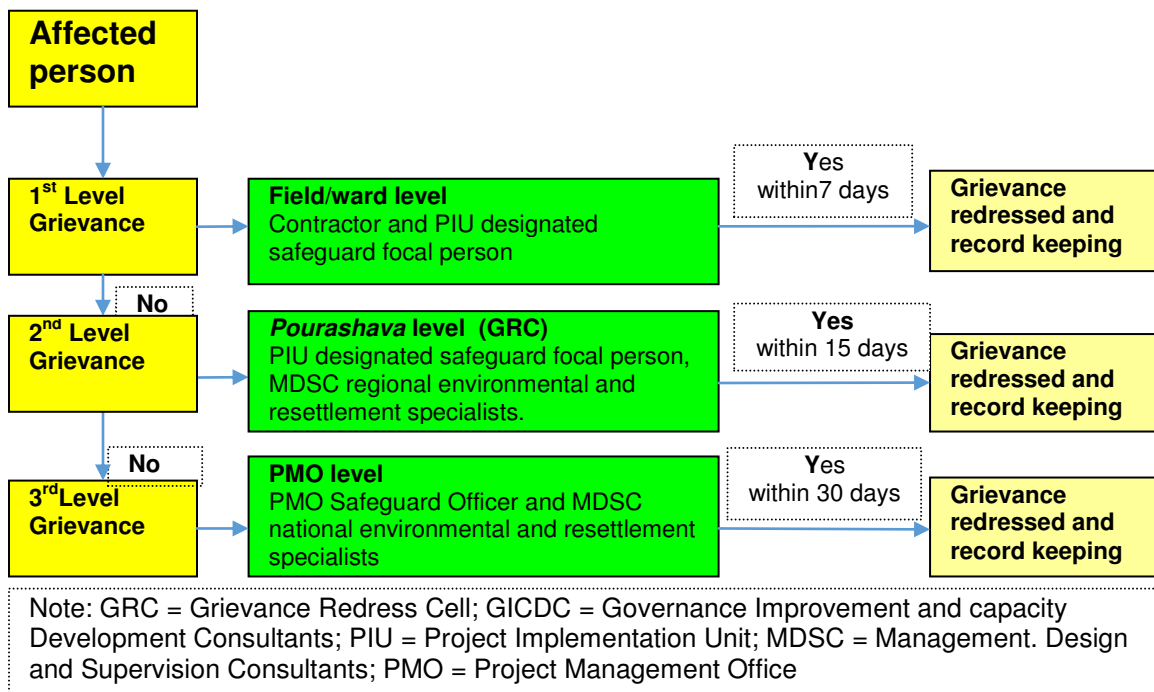 Affected
person
1st Level
Grievance
Field/ward level
Contractor and PIU designated
safeguard focal person
Yes
within7 days
Grievance
redressed and
record keeping
No
2nd Level
Grievance
Pourashava level (GRC)
PIU designated safeguard focal person,
MDSC regional environmental and
resettlement specialists.
Yes
within 15 days
Grievance
redressed and
record keeping
No
3rdLevel
Grievance
PMO level
PMO Safeguard Officer and MDSC
national environmental and resettlement
specialists
Yes
within 30 days
Grievance
redressed and
record keeping
Note: GRC = Grievance Redress Cell; GICDC = Governance Improvement and capacity
Development Consultants; PIU = Project Implementation Unit; MDSC = Management. Design
and Supervision Consultants; PMO = Project Management Office